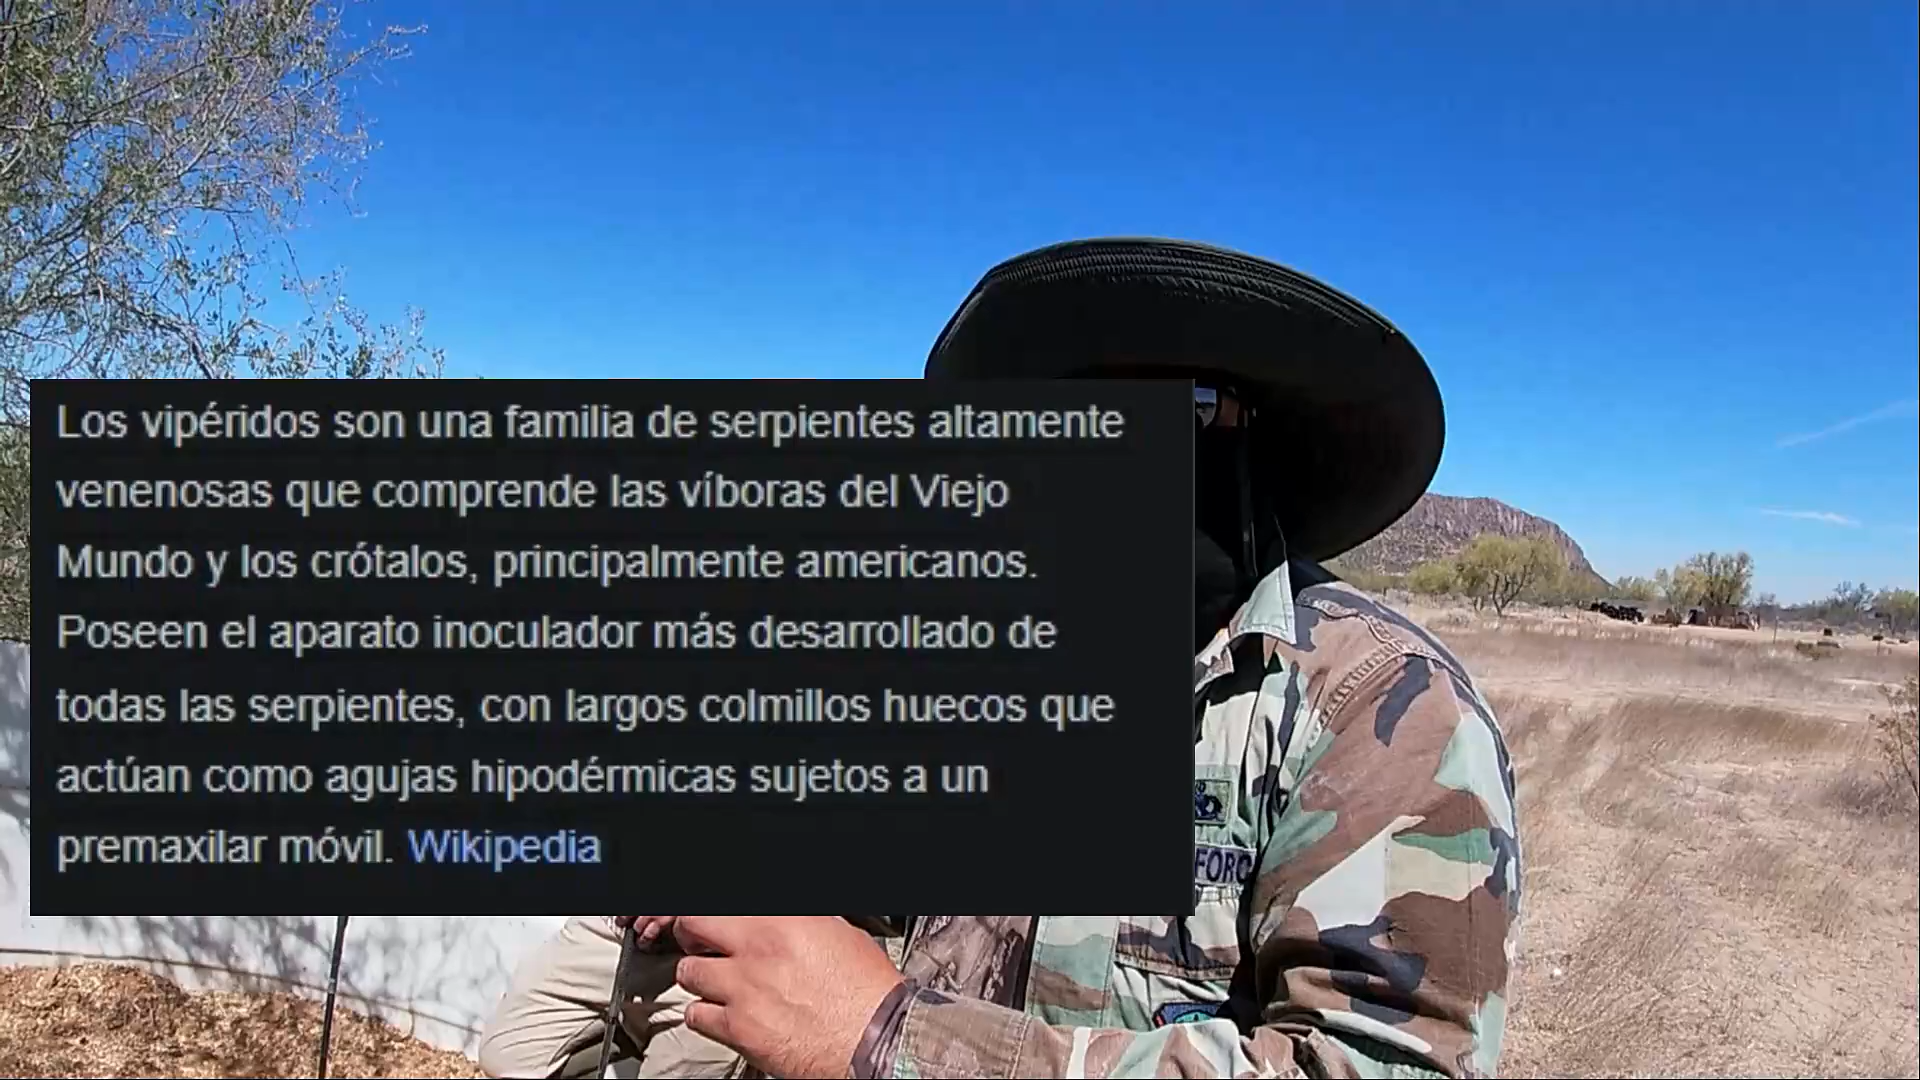 Los vipéridos son una familia de serpientes altamente
venenosas que comprende las víboras del Viejo
Mundo y los crótalos, principalmente americanos.
Poseen el aparato inoculador más desarrollado de
todas las serpientes, con largos colmillos huecos que
actúan como agujas hipodérmicas sujetos a un
premaxilar móvil. Wikipedia
FORC